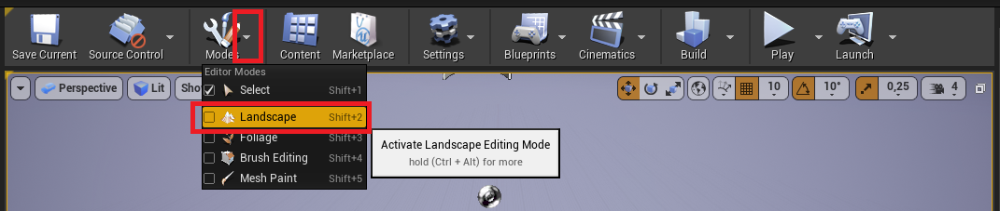 Save Current Source Control Modes Content Marketplace Settings Blueprints Cinematics Build Play Launch
Editor Modes
Perspective Lit Sho 10 10° 0,25 4
Select Shift+1
Landscape Shift+2
Foliage Shift+3
Activate Landscape Editing Mode
Brush Editing Shift+4
hold (Ctrl + Alt) for more
Mesh Paint Shift+5